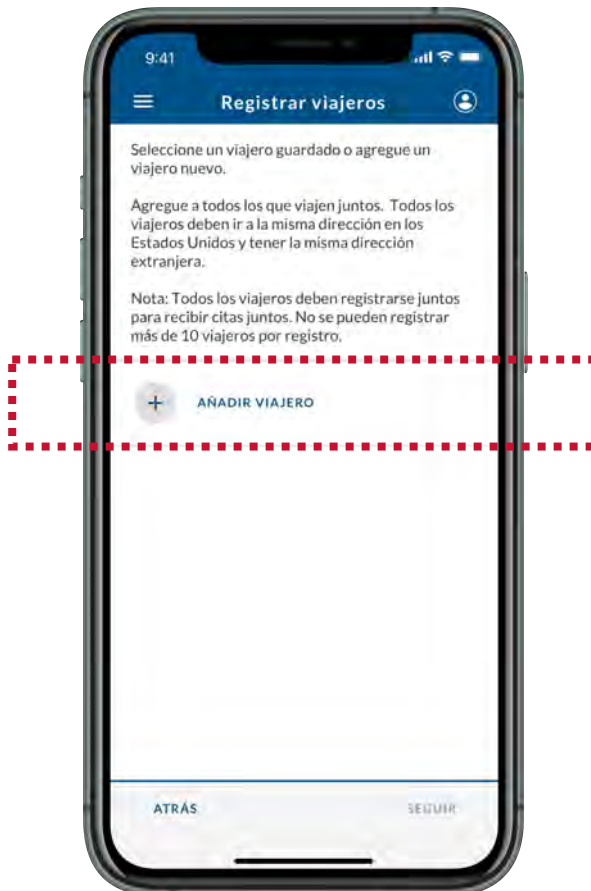 9:41
Registrar viajeros
Seleccione un viajero guardado o agregue un
viajero nuevo.
Agregue a todos los que viajen juntos. Todos los
viajeros deben ir a la misma dirección en los
Estados Unidos y tener la misma dirección
extranjera.
Nota: Todos los viajeros deben registrarse juntos
para recibir citas juntos. No se pueden registrar
más de 10 viajeros por registro.
+ AÑADIR VIAJERO
ATRÁS SEGUIR